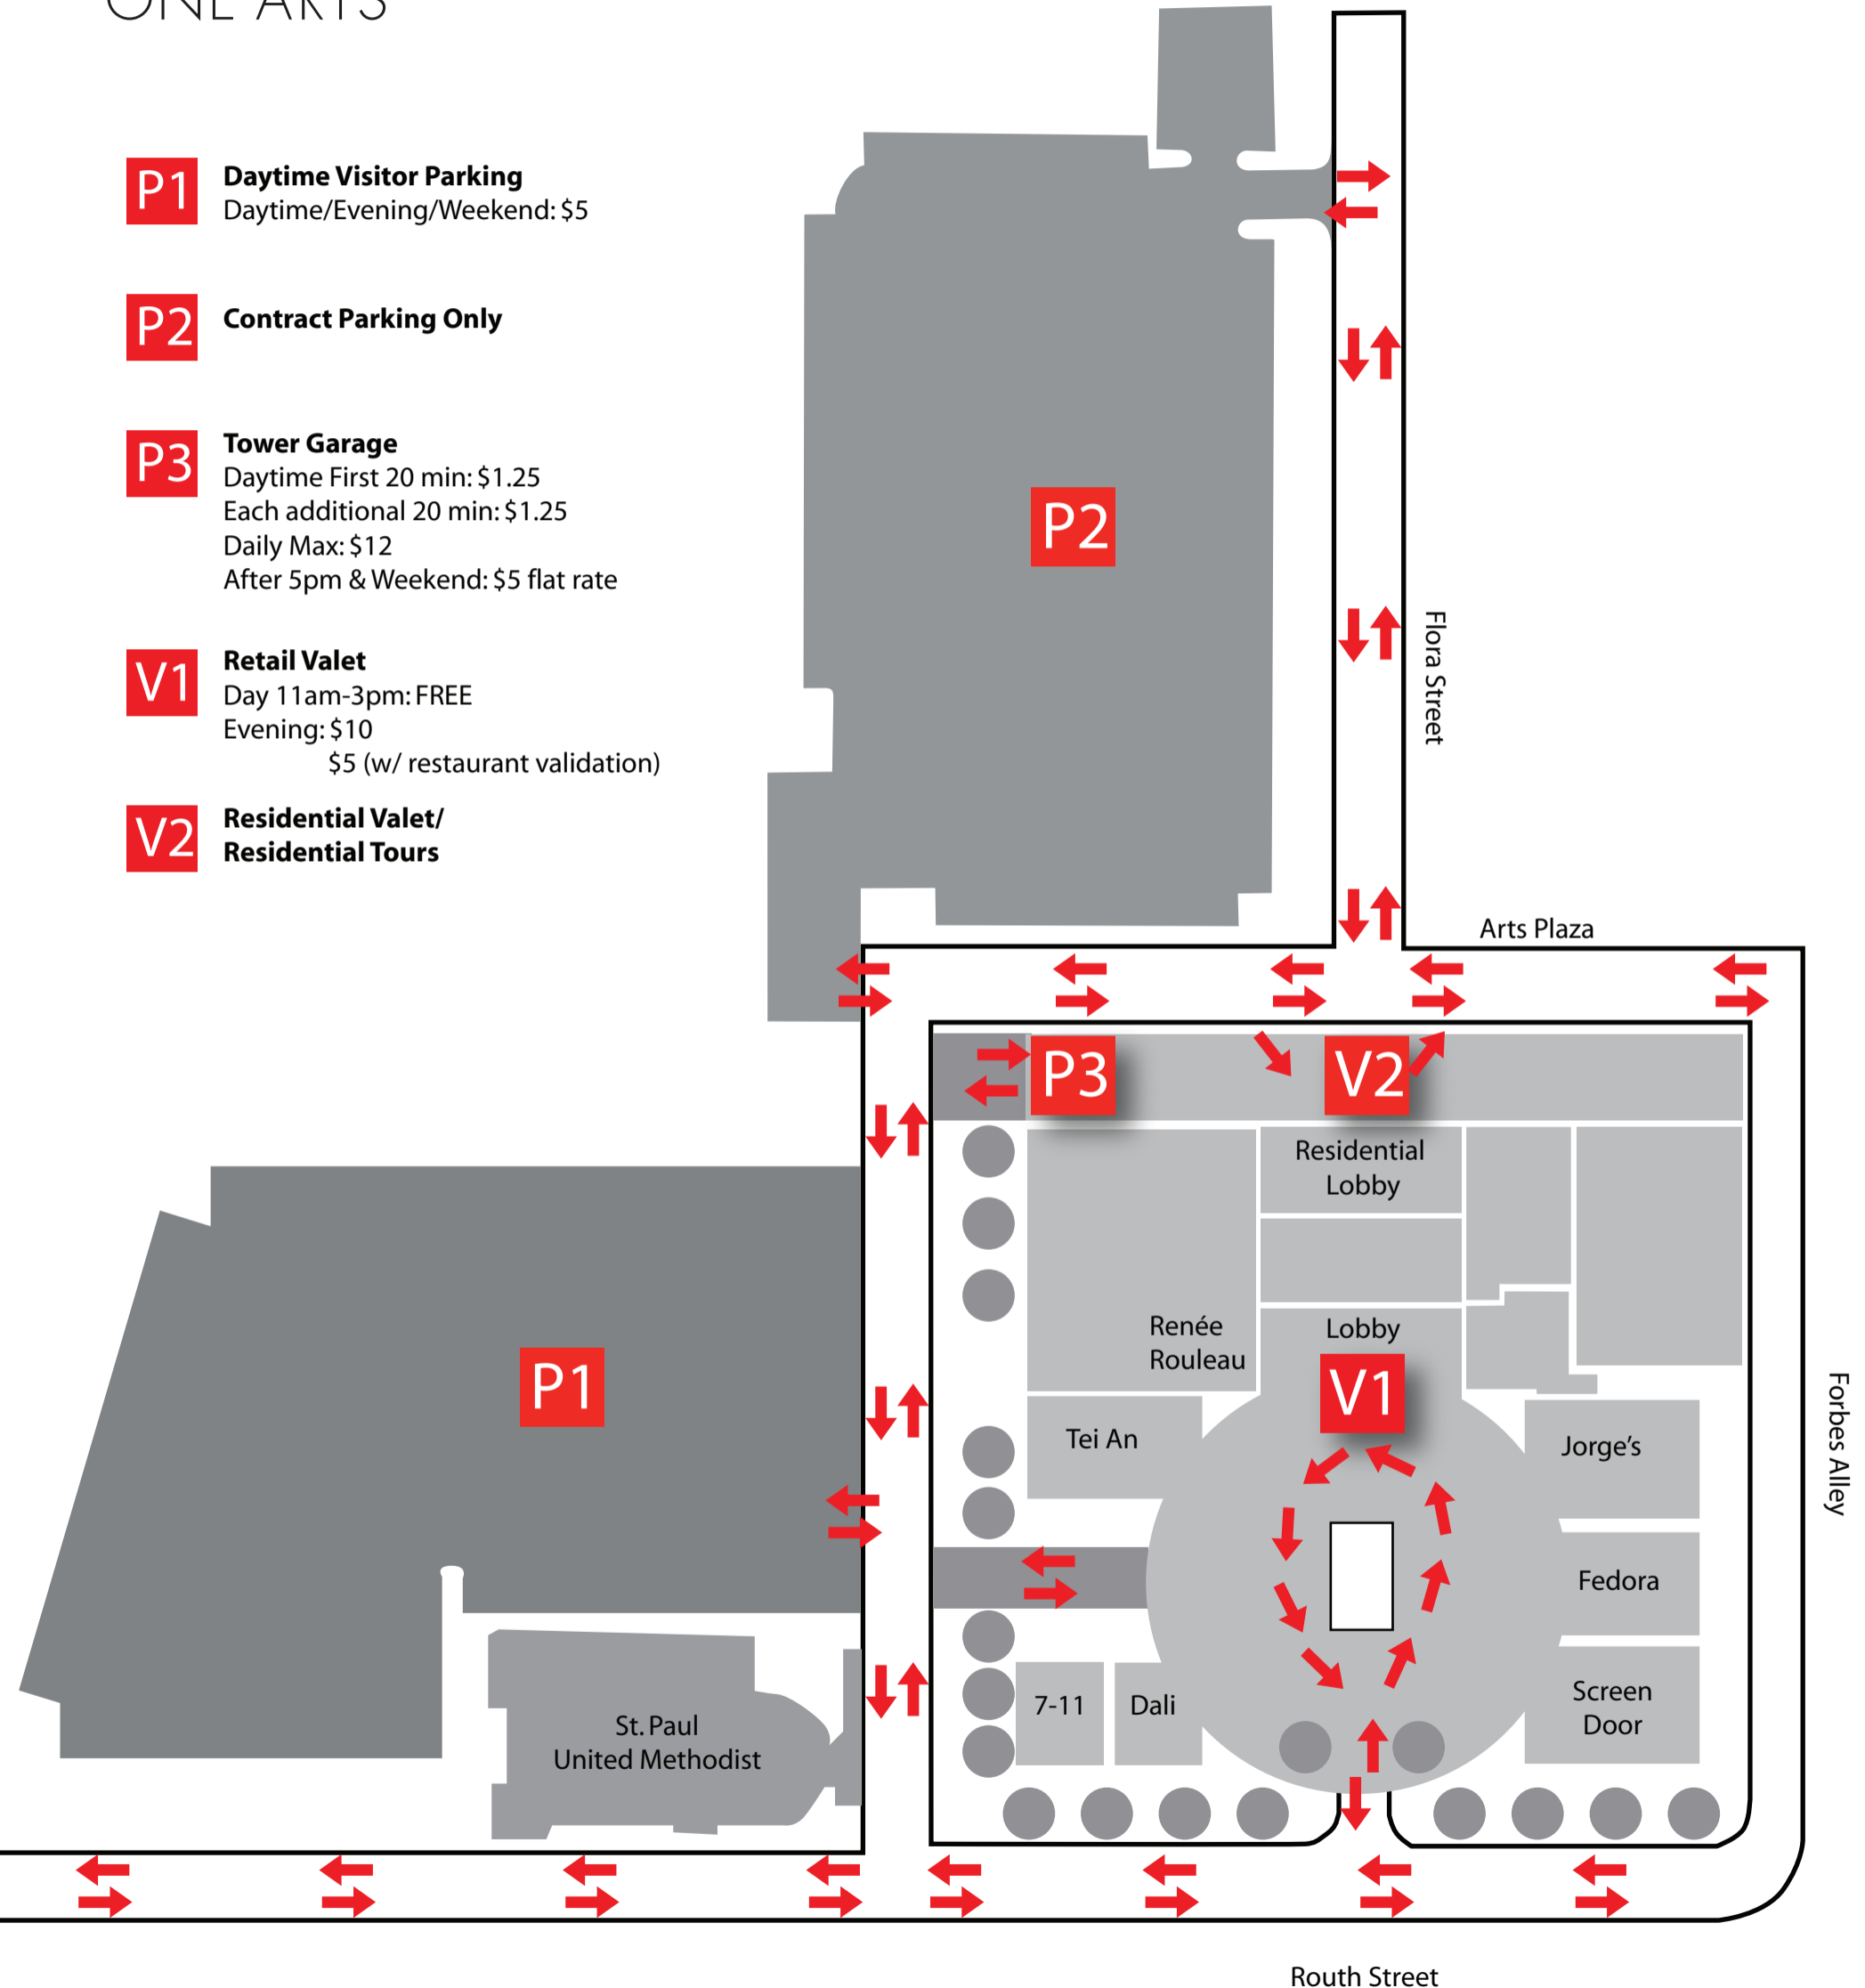 ONE ARTS
P1
Daytime Visitor Parking
Daytime/Evening/Weekend: $5
P2
Contract Parking Only
P3
Tower Garage
Daytime First 20 min: $1.25
Each additional 20 min: $1.25
Daily Max: $12
After 5pm & Weekend: $5 flat rate
V1
Retail Valet
Day 11am-3pm: FREE
Evening: $10
$5 (w/ restaurant validation)
V2
Residential Valet/
Residential Tours
P2
Flora Street
Arts Plaza
P3
V2
Residential
Lobby
Renée
Rouleau
Lobby
P1
V1
Tei An
Jorge's
Forbes Alley
Fedora
7-11
Dali
Screen
Door
St. Paul
United Methodist
Routh Street